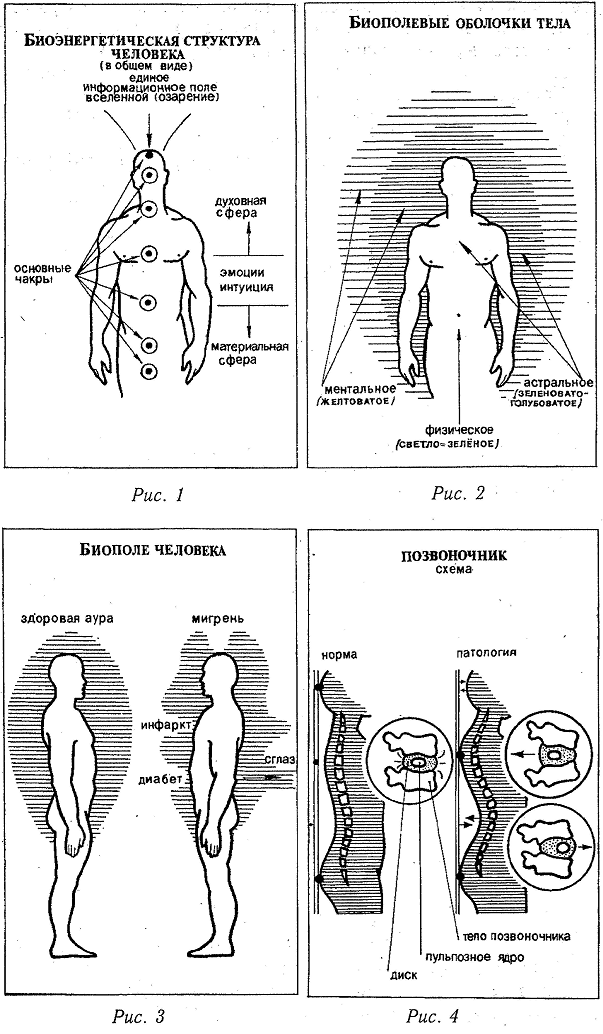 БИОЭНЕРГЕТИЧЕСКАЯ СТРУКТУРА
ЧЕЛОВЕКА
(в общем виде)
единое
информационное поле
вселенной (озарение)
духовная
сфера
основные
чакры
эмоции
интуиция
материальная
сфера
Рис. 1
БИОПОЛЕВЫЕ ОБОЛОЧКИ ТЕЛА
ментальное
(ЖЕЛТОВАТОЕ)
астральное
(ЗЕЛЕНОВАТО-
ГОЛУБОВАТОЕ)
физическое
(СВЕТЛО=ЗЕЛЁНОЕ)
Рис. 2
БИОПОЛЕ ЧЕЛОВЕКА
здоровая аура
мигрень
инфаркт
сглаз
диабет
Рис. 3
ПОЗВОНОЧНИК
схема
норма
патология
тело позвоночника
пульпозное ядро
диск
Рис. 4